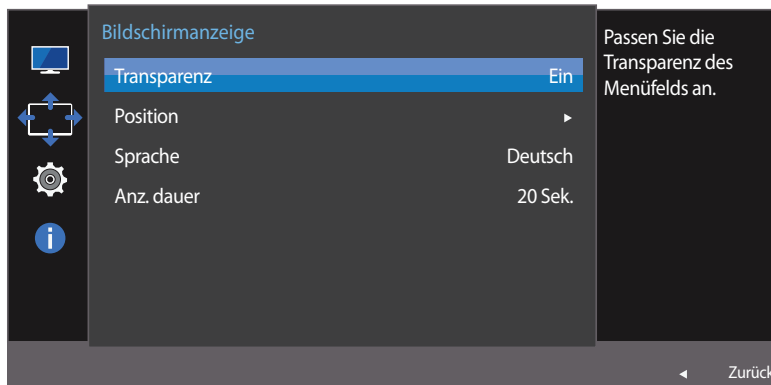 Bildschirmanzeige
Transparenz Ein
Position ►
Sprache Deutsch
Anz. dauer 20 Sek.
Passen Sie die
Transparenz des
Menüfelds an.
◄ Zurück